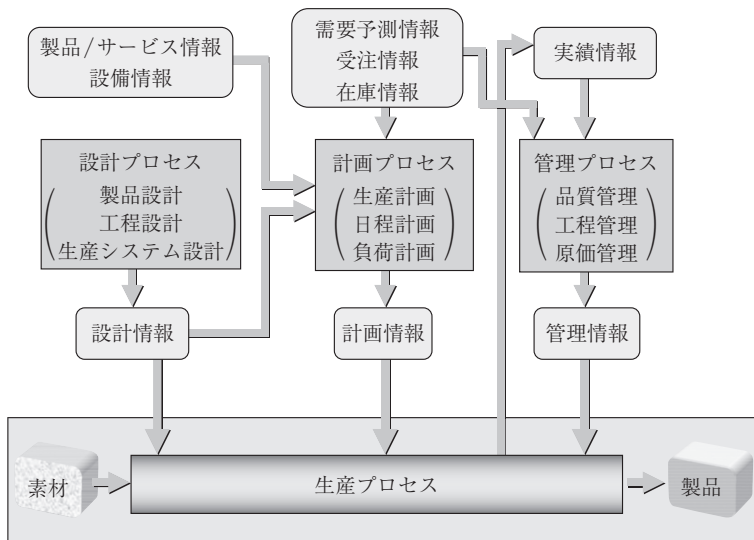 製品/サービス情報
設備情報
需要予測情報
受注情報
在庫情報
実績情報
設計プロセス
製品設計
工程設計
生産システム設計
計画プロセス
生産計画
日程計画
負荷計画
管理プロセス
品質管理
工程管理
原価管理
設計情報
計画情報
管理情報
素材
生産プロセス
製品